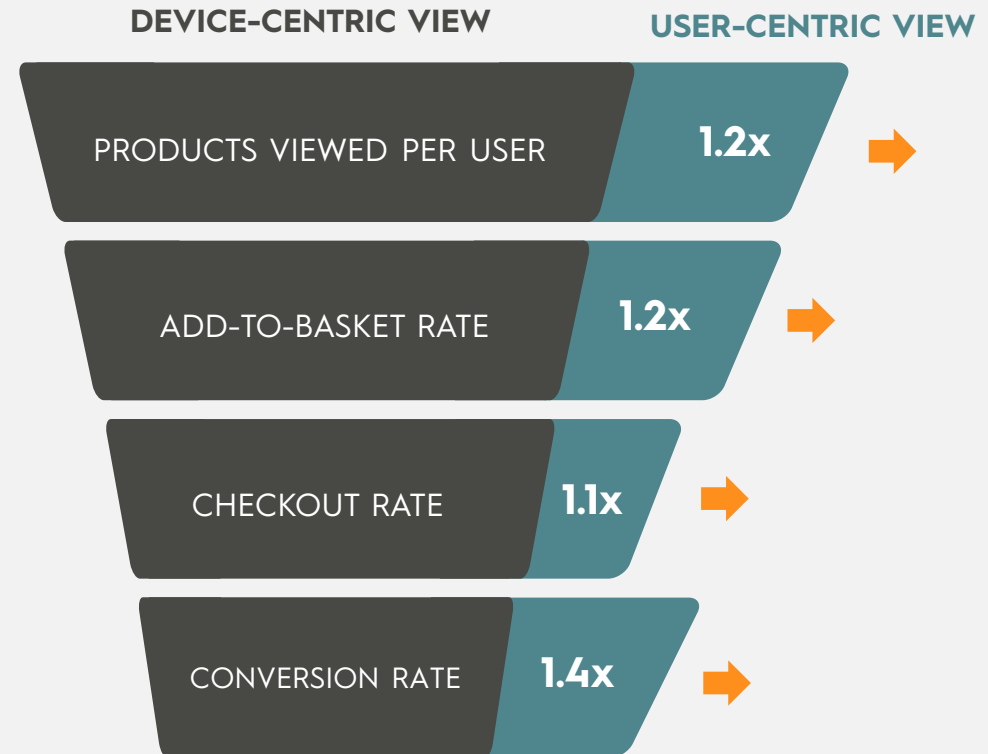 DEVICE-CENTRIC VIEW
USER-CENTRIC VIEW
PRODUCTS VIEWED PER USER
1.2x
ADD-TO-BASKET RATE
1.2x
CHECKOUT RATE
1.1x
CONVERSION RATE
1.4x